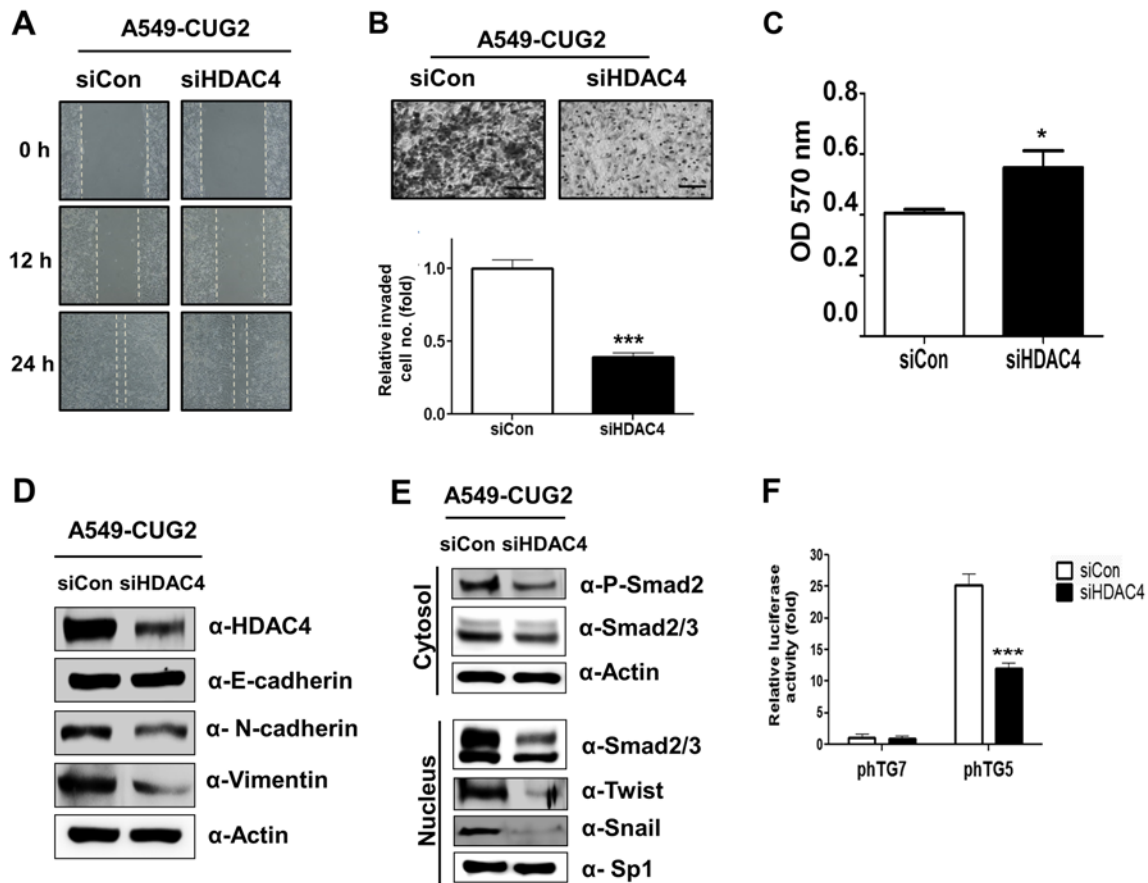 A
A549-CUG2
siCon siHDAC4
0 h
12 h
24 h
B
A549-CUG2
siCon siHDAC4
Relative invaded
cell no. (fold)
1.0
0.5
0.0
***
siCon siHDAC4
C
OD 570 nm
0.8
0.6
0.4
0.2
0.0
*
siCon siHDAC4
D
A549-CUG2
siCon siHDAC4
α-HDAC4
α-E-cadherin
α- N-cadherin
α-Vimentin
α-Actin
E
A549-CUG2
siCon siHDAC4
Cytosol
α-P-Smad2
α-Smad2/3
α-Actin
Nucleus
α-Smad2/3
α-Twist
α-Snail
α- Sp1
F
Relative luciferase
activity (fold)
30
25
20
15
10
5
0
***
phTG7 phTG5
siCon
siHDAC4